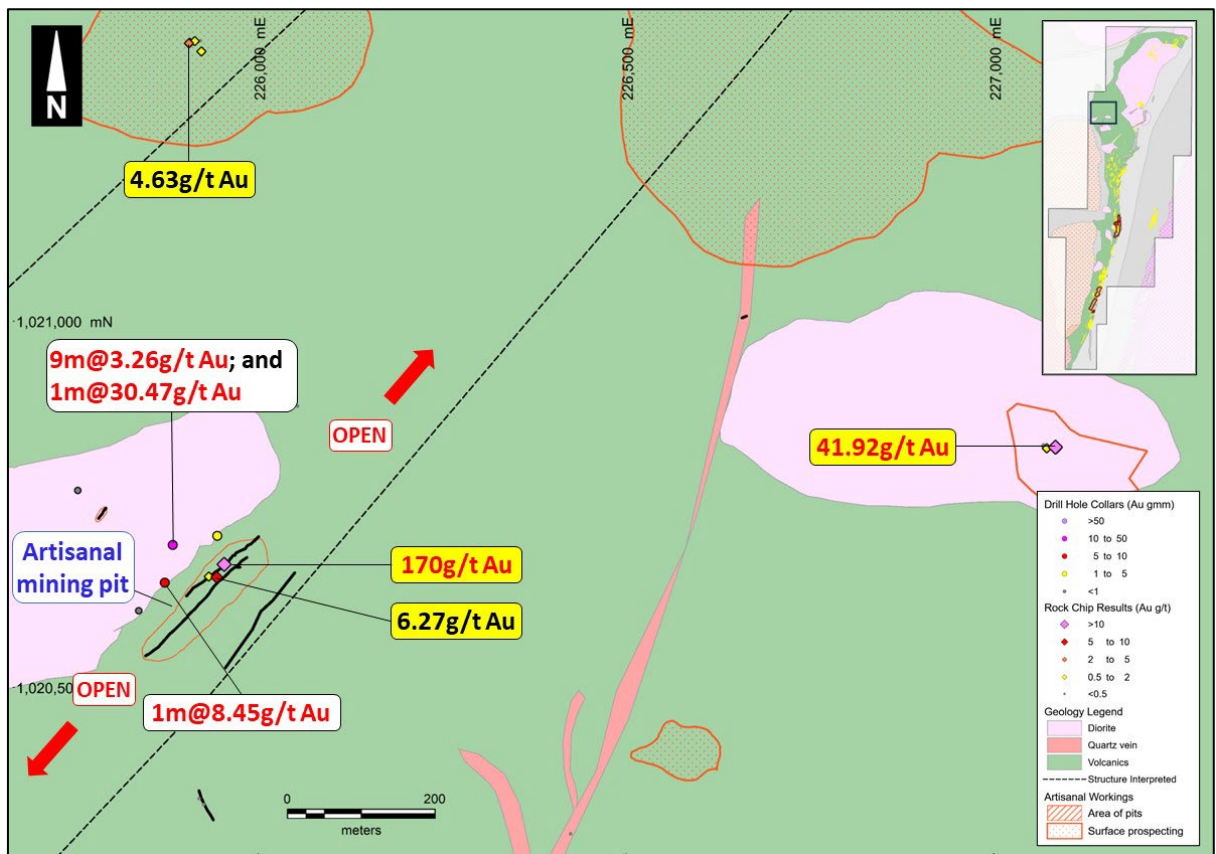 N
226,000 mE
226,500 mE
227,000 mE
4.63g/t Au
1,021,000 mN
9m@3.26g/t Au; and
1m@30.47g/t Au
OPEN
41.92g/t Au
Artisanal
mining pit
170g/t Au
6.27g/t Au
1,020,50
OPEN
1m@8.45g/t Au
0
200
meters
Drill Hole Collars (Au gmm)
>50
10 to 50
5 to 10
1 to 5
<1
Rock Chip Results (Au g/t)
>10
5 to 10
2 to 5
0.5 to 2
<0.5
Geology Legend
Diorite
Quartz vein
Volcanics
Structure Interpreted
Artisanal Workings
Area of pits
Surface prospecting